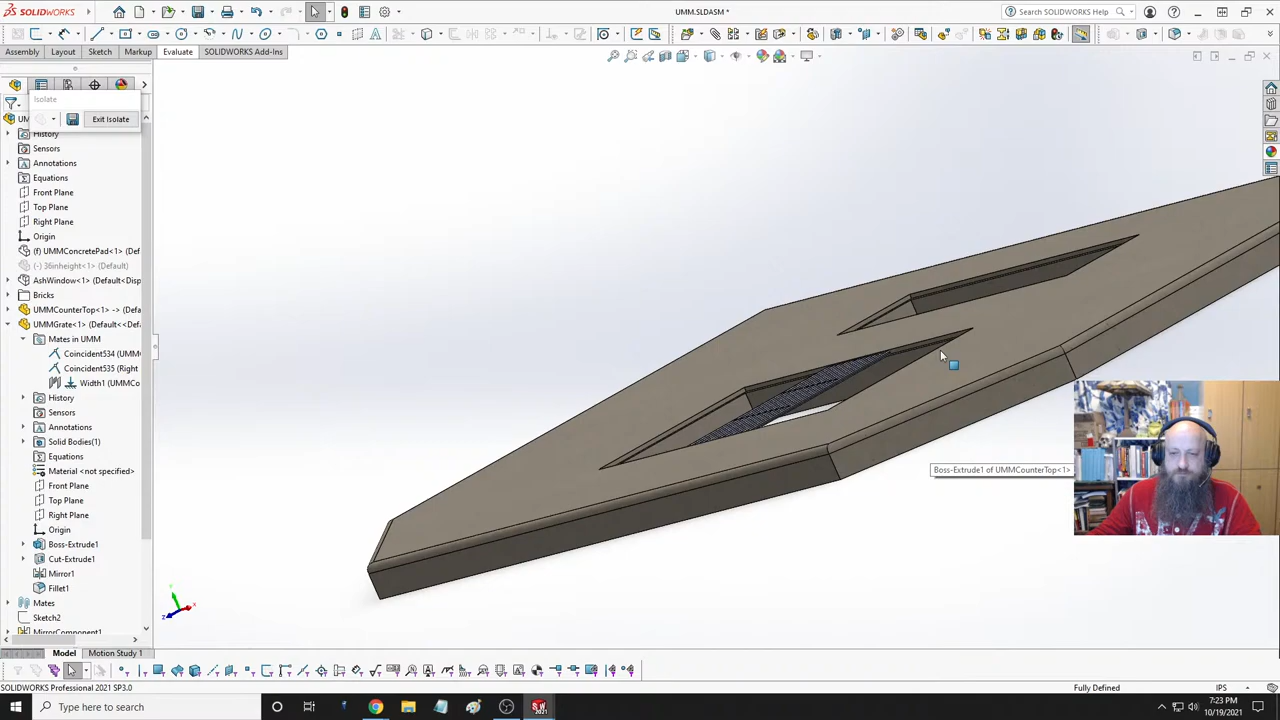 SOLIDWORKS
UMM.SLDASM *
Search SOLIDWORKS Help
Assembly
Layout
Sketch
Markup
Evaluate
SOLIDWORKS Add-Ins
Isolate
Exit Isolate
UM
History
Sensors
Annotations
Equations
Front Plane
Top Plane
Right Plane
Origin
(f) UMMConcretePad<1> (Def
(-) 36inheight<1> (Default)
AshWindow<1> (Default<Disp
Bricks
UMMCounterTop<1> -> (Defa
UMMGrate<1> (Default<<Def
Mates in UMM
Coincident534 (UMM
Coincident535 (Right
Width1 (UMMCo
History
Sensors
Annotations
Solid Bodies(1)
Equations
Material <not specified>
Front Plane
Top Plane
Right Plane
Origin
Boss-Extrude1
Cut-Extrude1
Mirror1
Fillet1
Mates
Sketch2
MirrorComponent1
Boss-Extrude1 of UMMCounterTop<1>
Model
Motion Study 1
SOLIDWORKS Professional 2021 SP3.0
Fully Defined
IPS
Type here to search
7:23 PM
10/19/2021